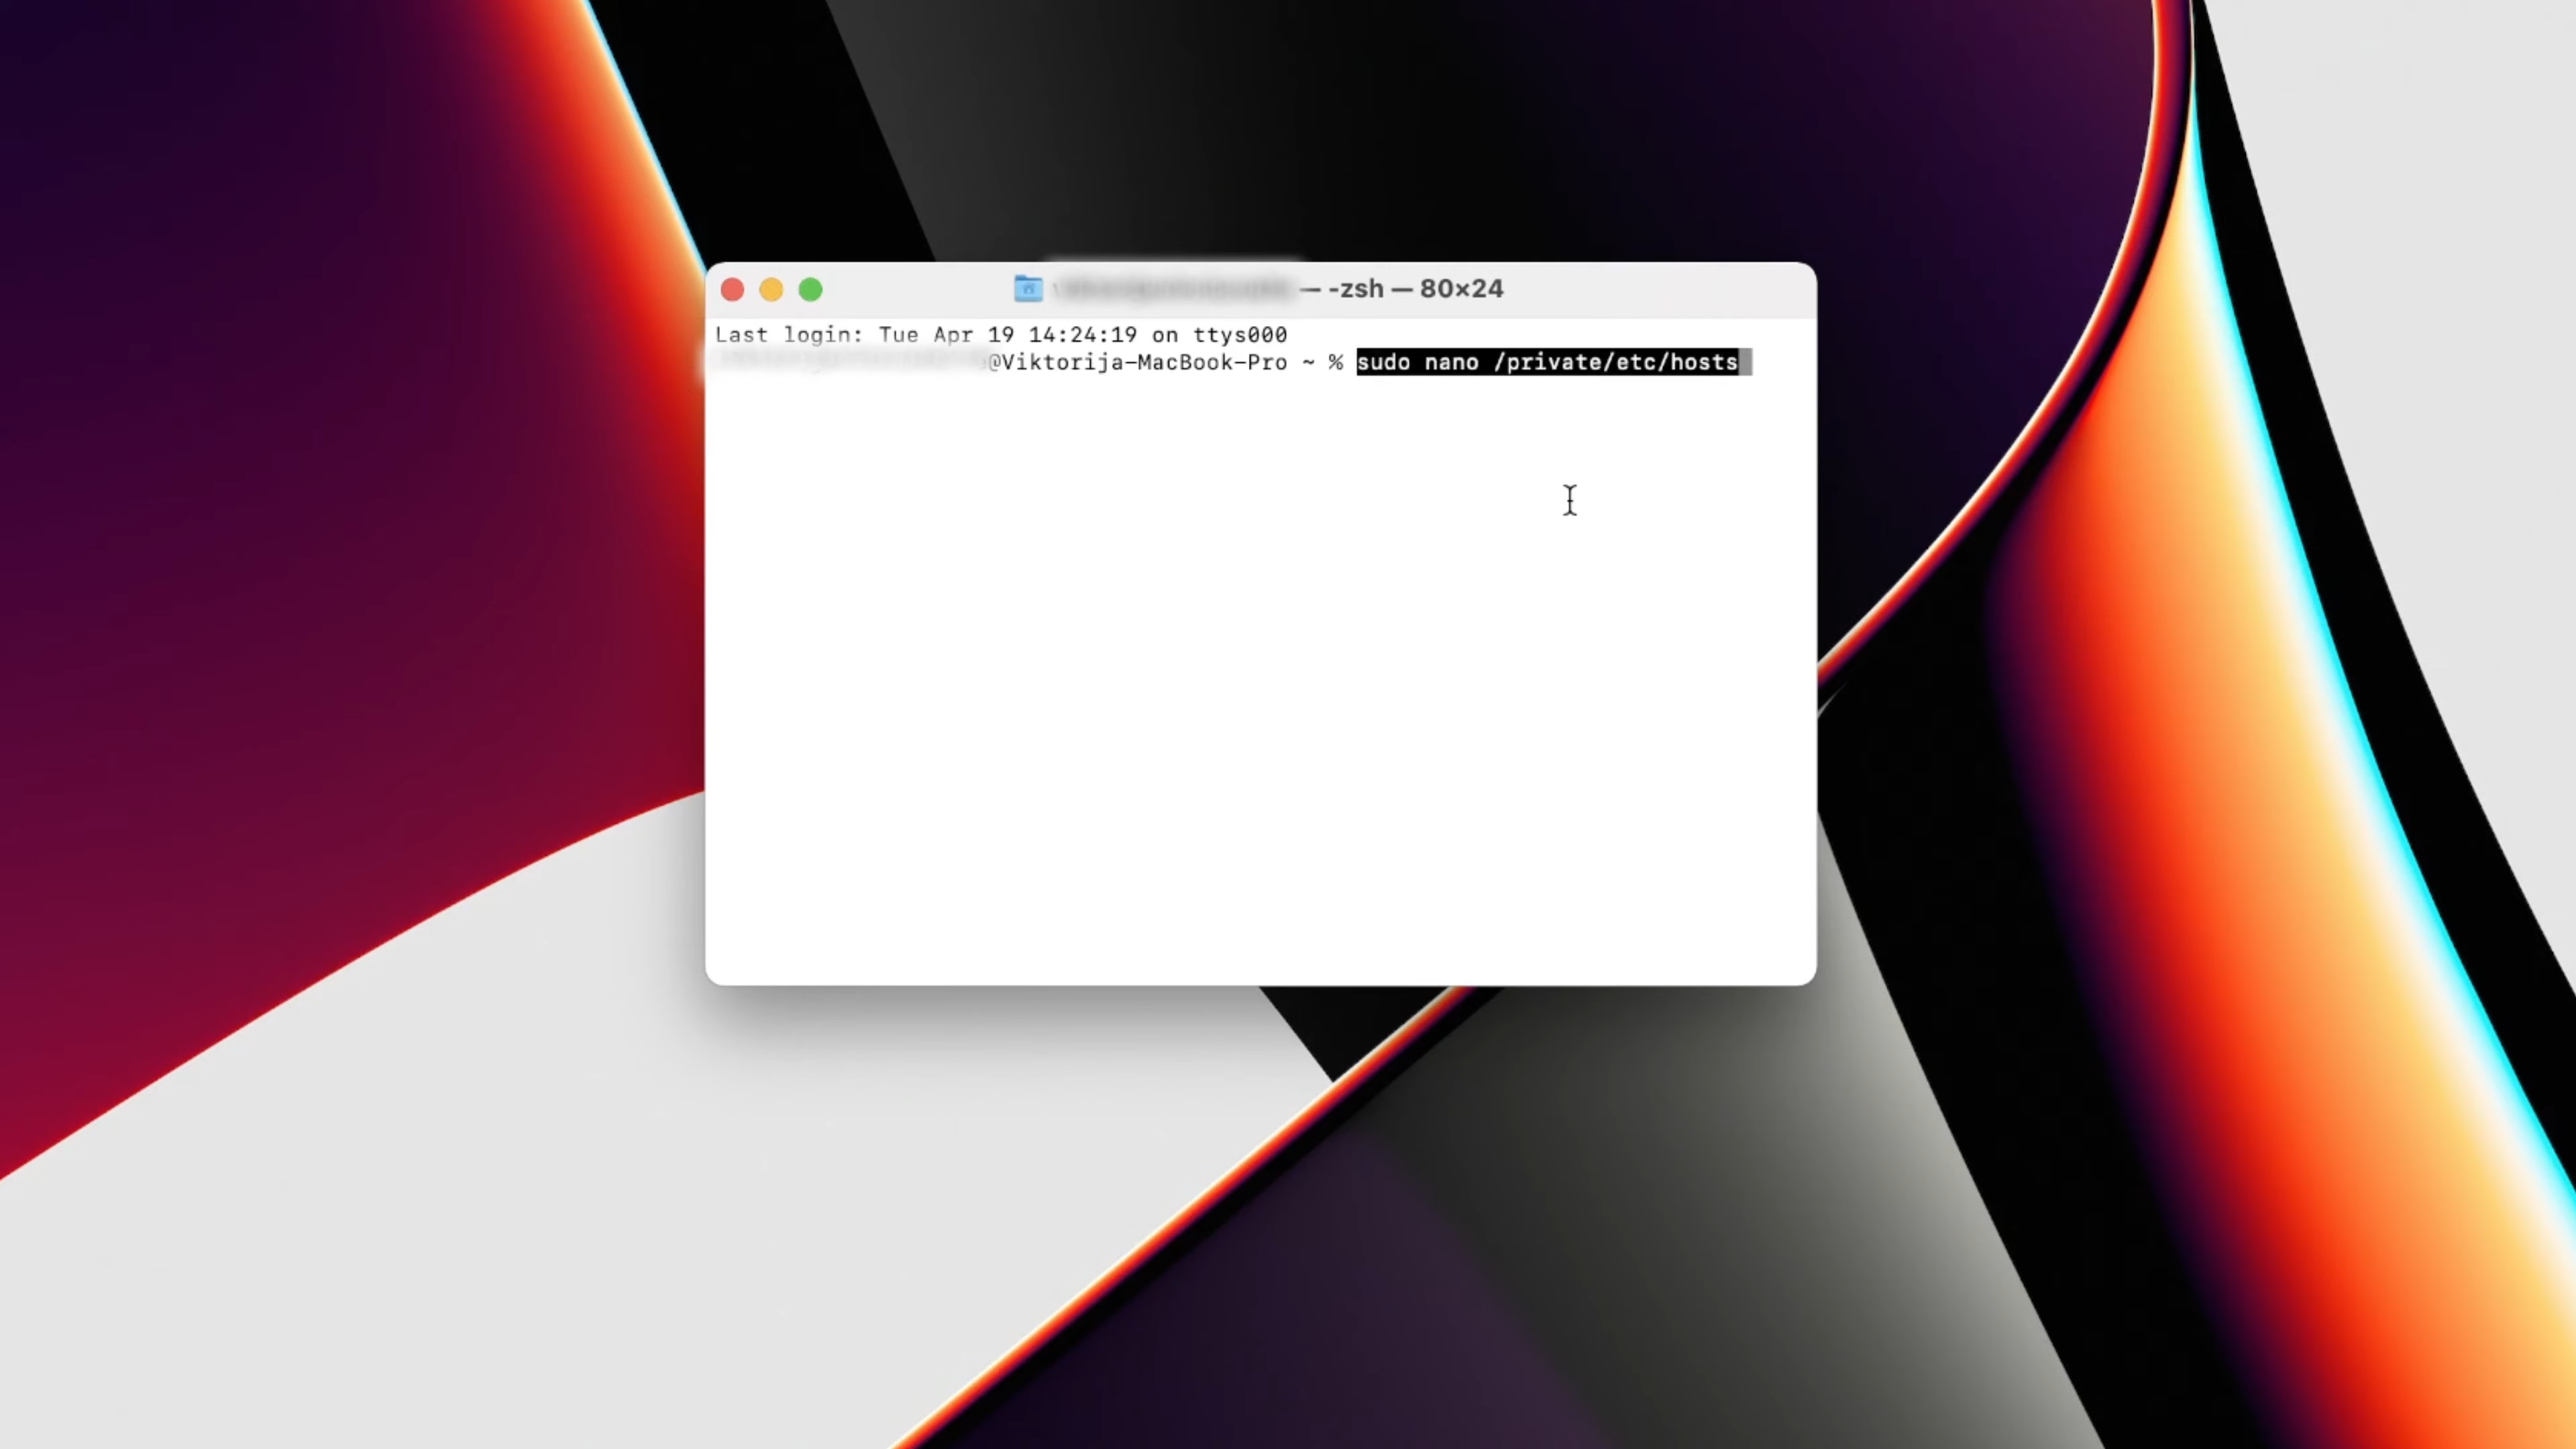 — -zsh — 80×24
Last login: Tue Apr 19 14:24:19 on ttys000
@Viktorija-MacBook-Pro ~ % sudo nano /private/etc/hosts